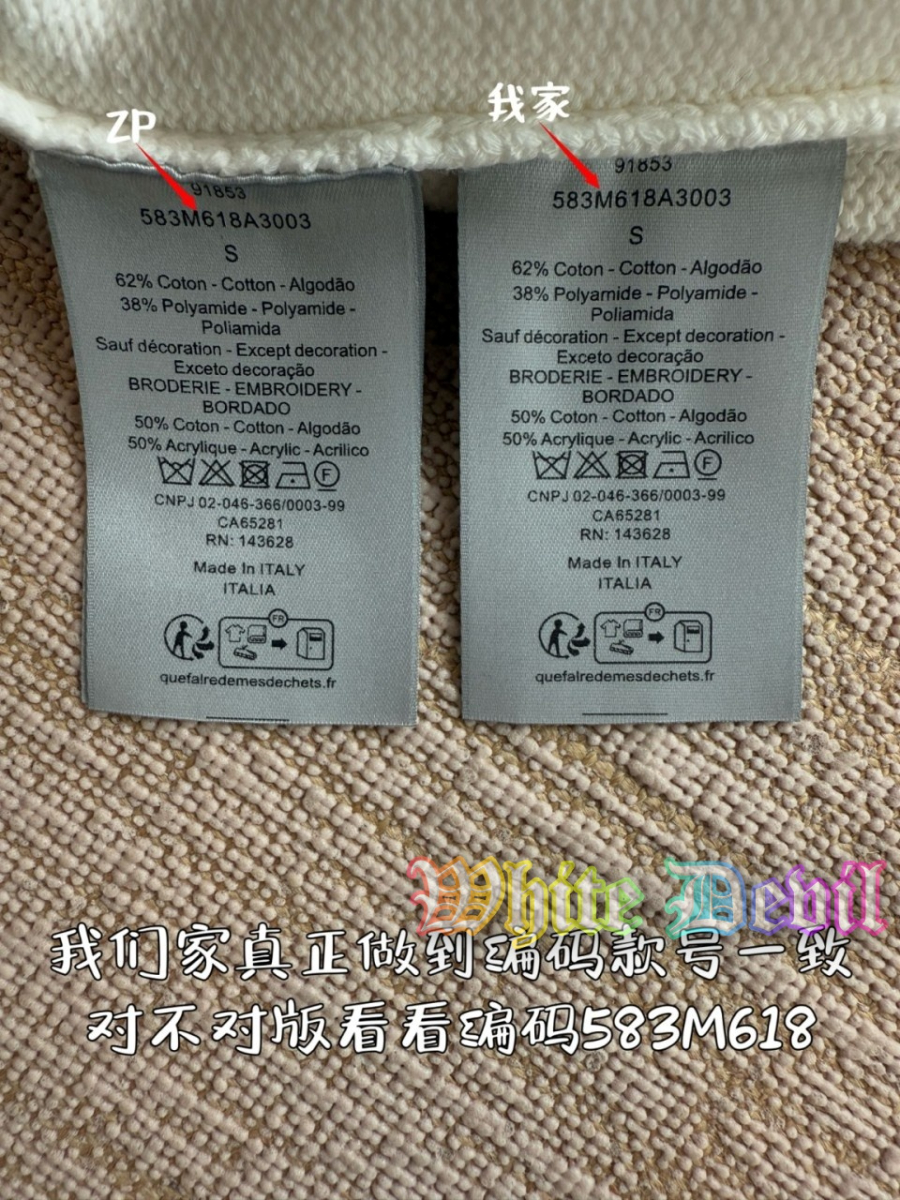 ZP
我家
91853
583M618A3003
S
62% Coton - Cotton - Algodão
38% Polyamide - Polyamide -
Poliamida
Sauf décoration - Except decoration -
Exceto decoração
BRODERIE - EMBROIDERY -
BORDADO
50% Coton - Cotton - Algodão
50% Acrylique - Acrylic - Acrilico
F
CNPJ 02-046-366/0003-99
CA65281
RN: 143628
Made In ITALY
ITALIA
FR
quefalredemesdechets.fr
91853
583M618A3003
S
62% Coton - Cotton - Algodão
38% Polyamide - Polyamide -
Poliamida
Sauf décoration - Except decoration -
Exceto decoração
BRODERIE - EMBROIDERY -
BORDADO
50% Coton - Cotton - Algodão
50% Acrylique - Acrylic - Acrilico
F
CNPJ 02-046-366/0003-99
CA65281
RN: 143628
Made In ITALY
ITALIA
FR
quefalredemesdechets.fr
White Devil
我们家真正做到编码款号一致
对不对版看看编码583M618